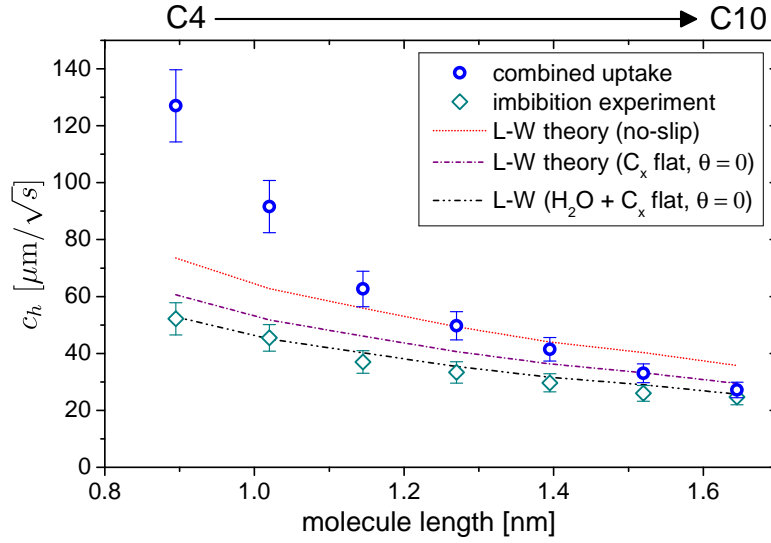 C4 C10
140
120
100
80
60
40
20
0
c_h [μm/√s]
combined uptake
imbibition experiment
L-W theory (no-slip)
L-W theory (C_x flat, θ = 0)
L-W (H₂O + C_x flat, θ = 0)
0.8 1.0 1.2 1.4 1.6
molecule length [nm]